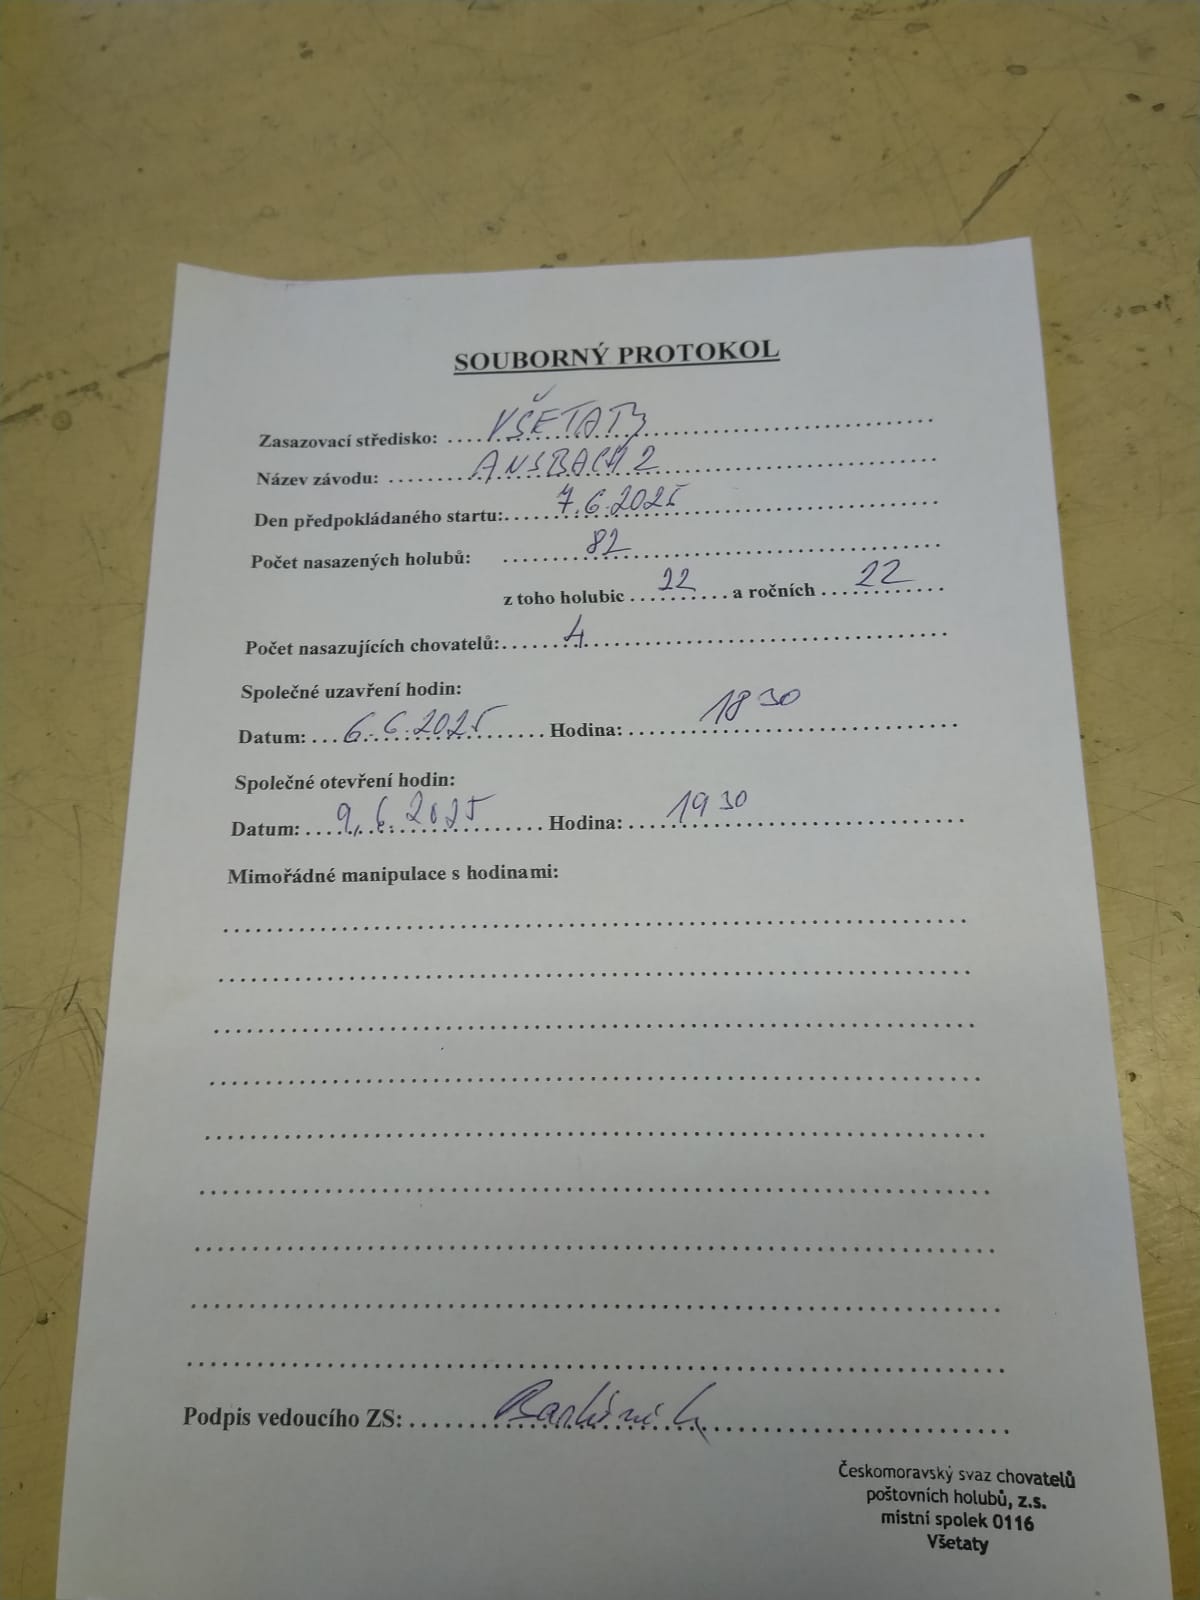 SOUBORNÝ PROTOKOL
Zasazovací středisko: .... VŠETATY ....
Název závodu: .... ANSBACH 2 ....
Den předpokládaného startu: .... 7.6.2025 ....
Počet nasazených holubů: .... 82 ....
z toho holubic .... 22 .... a ročních .... 22 ....
Počet nasazujících chovatelů: .... 4 ....
Společné uzavření hodin:
Datum: .... 6.6.2025 .... Hodina: .... 18 30 ....
Společné otevření hodin:
Datum: .... 9.6.2025 .... Hodina: .... 19 30 ....
Mimořádné manipulace s hodinami:
Podpis vedoucího ZS: ....
Českomoravský svaz chovatelů
poštovních holubů, z.s.
místní spolek 0116
Všetaty